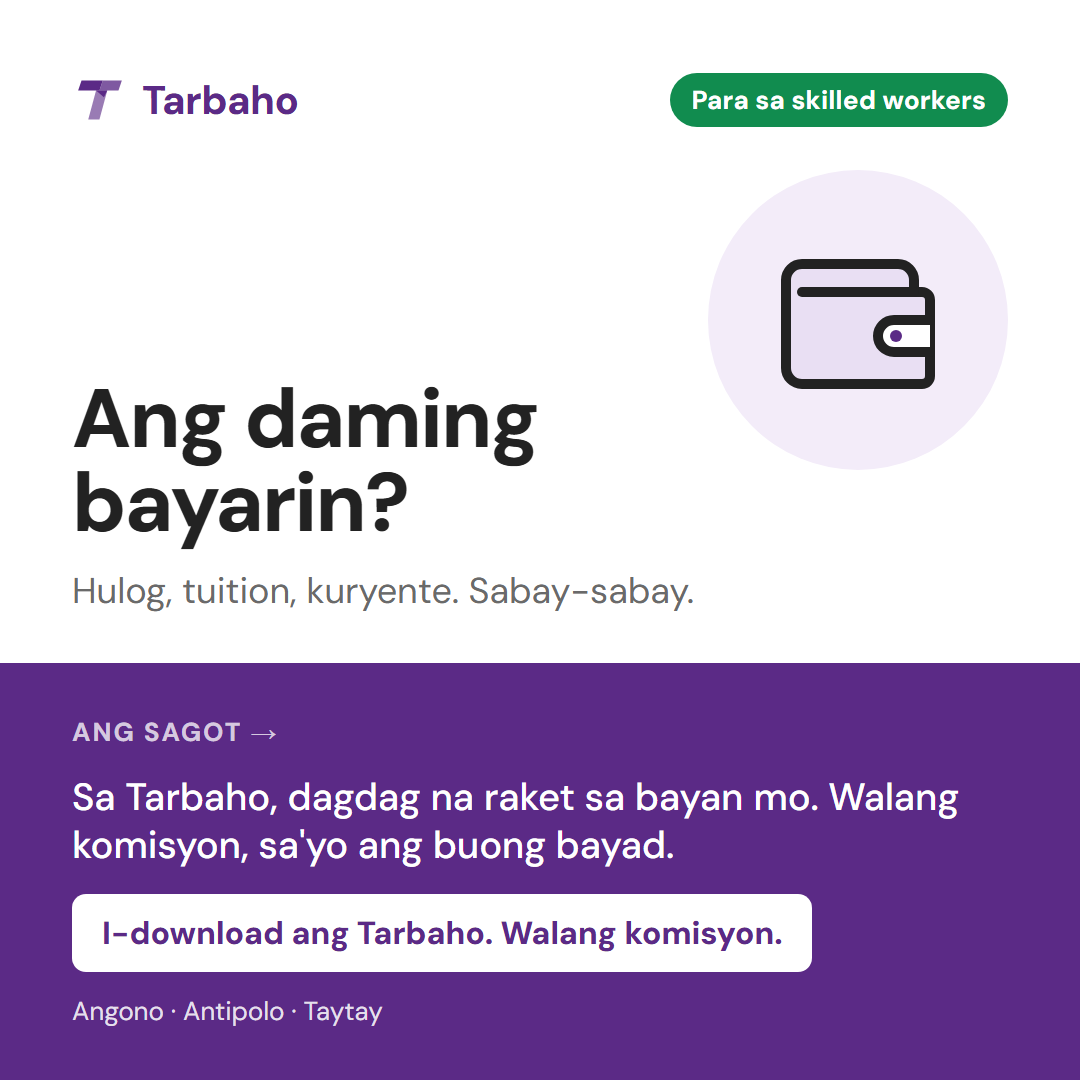 Tarbaho
Para sa skilled workers
Ang daming
bayarin?
Hulog, tuition, kuryente. Sabay-sabay.
ANG SAGOT →
Sa Tarbaho, dagdag na raket sa bayan mo. Walang
komisyon, sa'yo ang buong bayad.
I-download ang Tarbaho. Walang komisyon.
Angono · Antipolo · Taytay